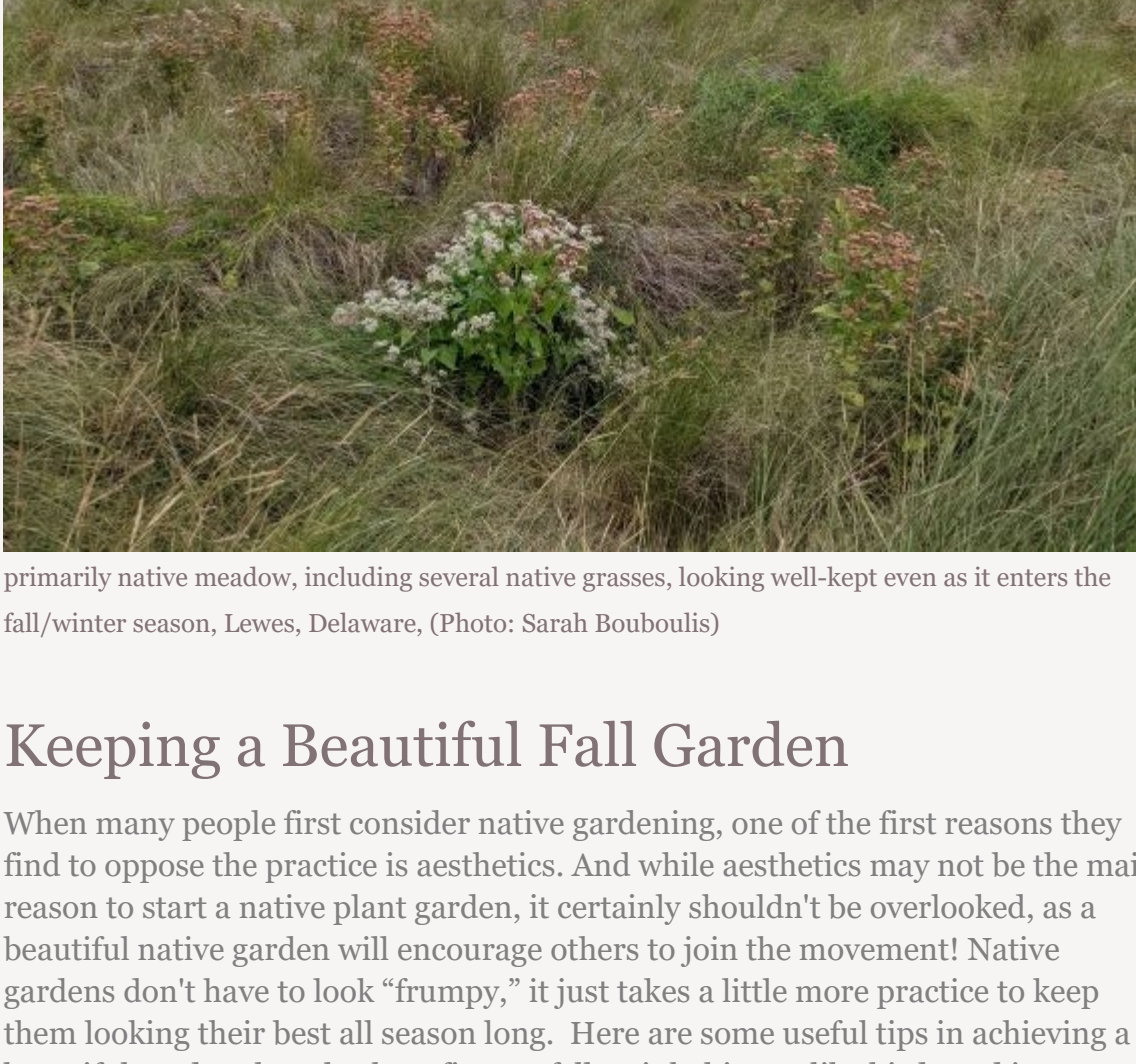 primarily native meadow, including several native grasses, looking well-kept even as it enters the
fall/winter season, Lewes, Delaware, (Photo: Sarah Bouboulis)
Keeping a Beautiful Fall Garden
When many people first consider native gardening, one of the first reasons they
find to oppose the practice is aesthetics. And while aesthetics may not be the mai
reason to start a native plant garden, it certainly shouldn't be overlooked, as a
beautiful native garden will encourage others to join the movement! Native
gardens don't have to look “frumpy,” it just takes a little more practice to keep
them looking their best all season long.  Here are some useful tips in achieving a